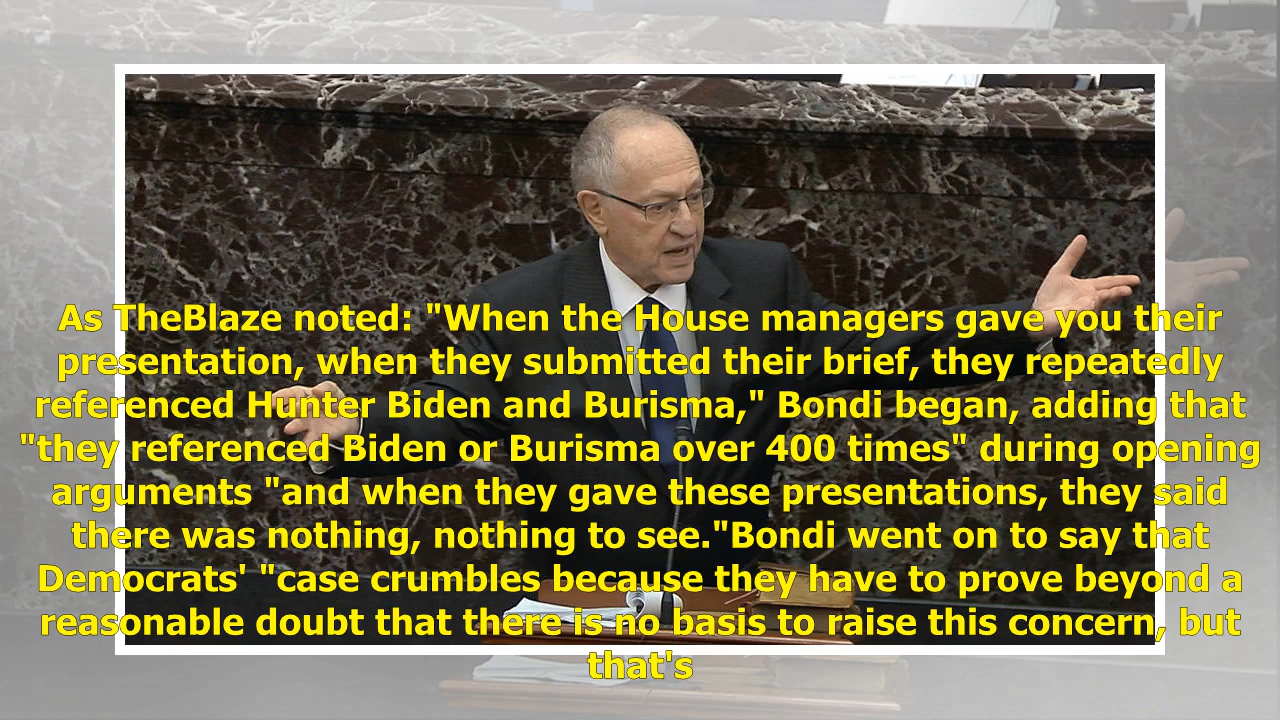 As TheBlaze noted: "When the House managers gave you their
presentation, when they submitted their brief, they repeatedly
referenced Hunter Biden and Burisma," Bondi began, adding that
"they referenced Biden or Burisma over 400 times" during opening
arguments "and when they gave these presentations, they said
there was nothing, nothing to see."Bondi went on to say that
Democrats' "case crumbles because they have to prove beyond a
reasonable doubt that there is no basis to raise this concern, but
that's